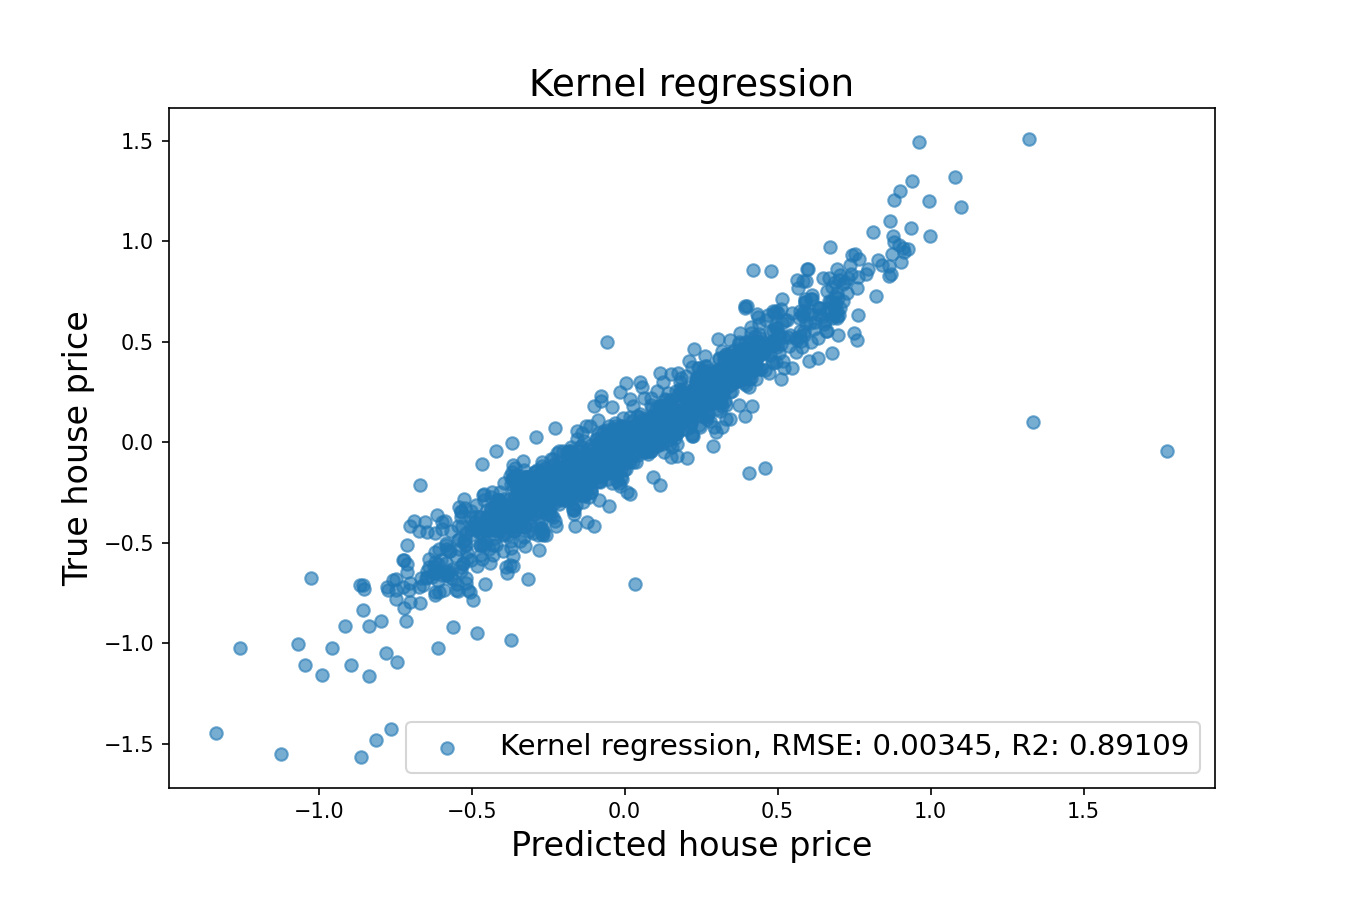 Kernel regression
1.5
1.0
0.5
0.0
−0.5
−1.0
−1.5
True house price
Kernel regression, RMSE: 0.00345, R2: 0.89109
−1.0 −0.5 0.0 0.5 1.0 1.5
Predicted house price